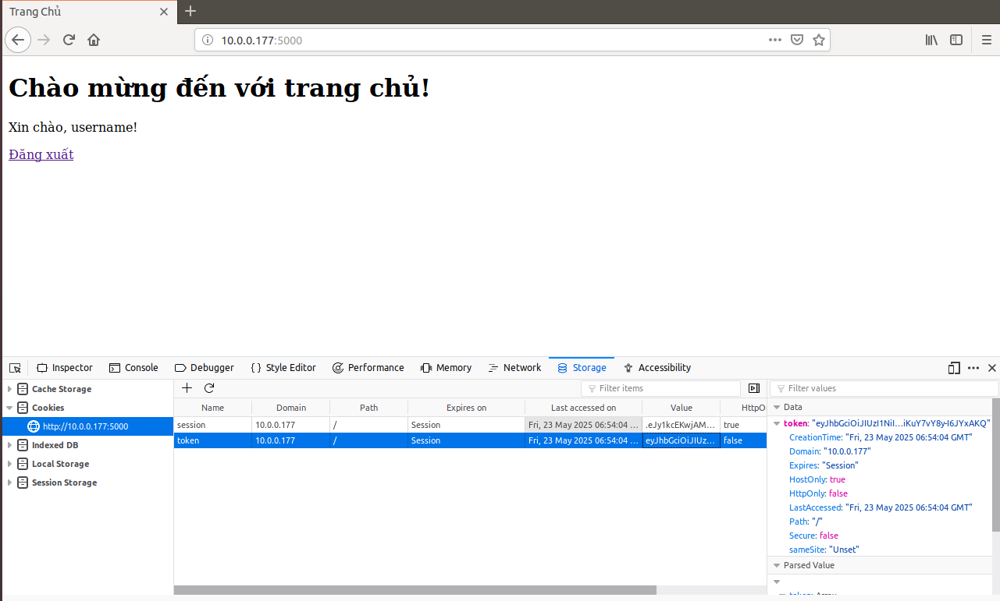 Trang Chủ
10.0.0.177:5000
Chào mừng đến với trang chủ!
Xin chào, username!
Đăng xuất
Inspector Console Debugger { } Style Editor Performance Memory Network Storage Accessibility
Cache Storage
Cookies
http://10.0.0.177:5000
Indexed DB
Local Storage
Session Storage
Filter items
Name Domain Path Expires on Last accessed on Value HttpO
session 10.0.0.177 / Session Fri, 23 May 2025 06:54:04 ... .eJy1kcEKwjAM... true
token 10.0.0.177 / Session Fri, 23 May 2025 06:54:04 ... eyJhbGciOiJIUz... false
Filter values
Data
token: "eyJhbGciOiJIUzI1NiI...iKuY7vY8y-I6JYxAKQ"
CreationTime: "Fri, 23 May 2025 06:54:04 GMT"
Domain: "10.0.0.177"
Expires: "Session"
HostOnly: true
HttpOnly: false
LastAccessed: "Fri, 23 May 2025 06:54:04 GMT"
Path: "/"
Secure: false
sameSite: "Unset"
Parsed Value